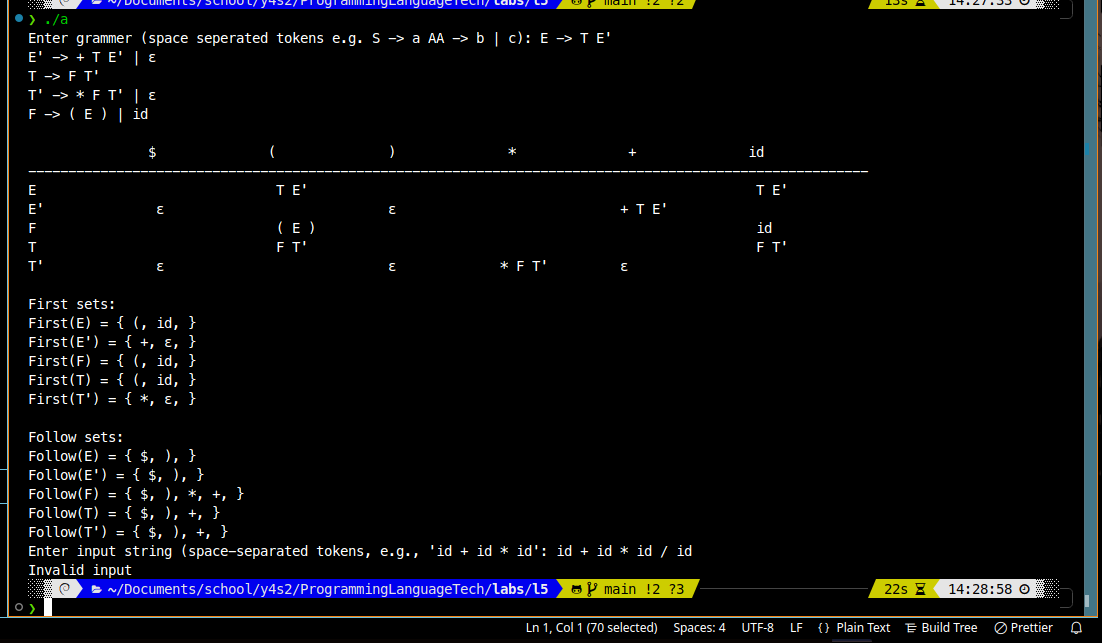 ~/Documents/school/y4s2/ProgrammingLanguageTech/labs/l5 main !2 ?2 13s 14:27:33
❯ ./a
Enter grammer (space seperated tokens e.g. S -> a AA -> b | c): E -> T E'
E' -> + T E' | ε
T -> F T'
T' -> * F T' | ε
F -> ( E ) | id
$ ( ) * + id
--------------------------------------------------------------------------------------------------------
E T E' T E'
E' ε ε + T E'
F ( E ) id
T F T' F T'
T' ε ε * F T' ε
First sets:
First(E) = { (, id, }
First(E') = { +, ε, }
First(F) = { (, id, }
First(T) = { (, id, }
First(T') = { *, ε, }
Follow sets:
Follow(E) = { $, ), }
Follow(E') = { $, ), }
Follow(F) = { $, ), *, +, }
Follow(T) = { $, ), +, }
Follow(T') = { $, ), +, }
Enter input string (space-separated tokens, e.g., 'id + id * id': id + id * id / id
Invalid input
~/Documents/school/y4s2/ProgrammingLanguageTech/labs/l5 main !2 ?3 22s 14:28:58
❯
Ln 1, Col 1 (70 selected) Spaces: 4 UTF-8 LF {} Plain Text Build Tree Prettier